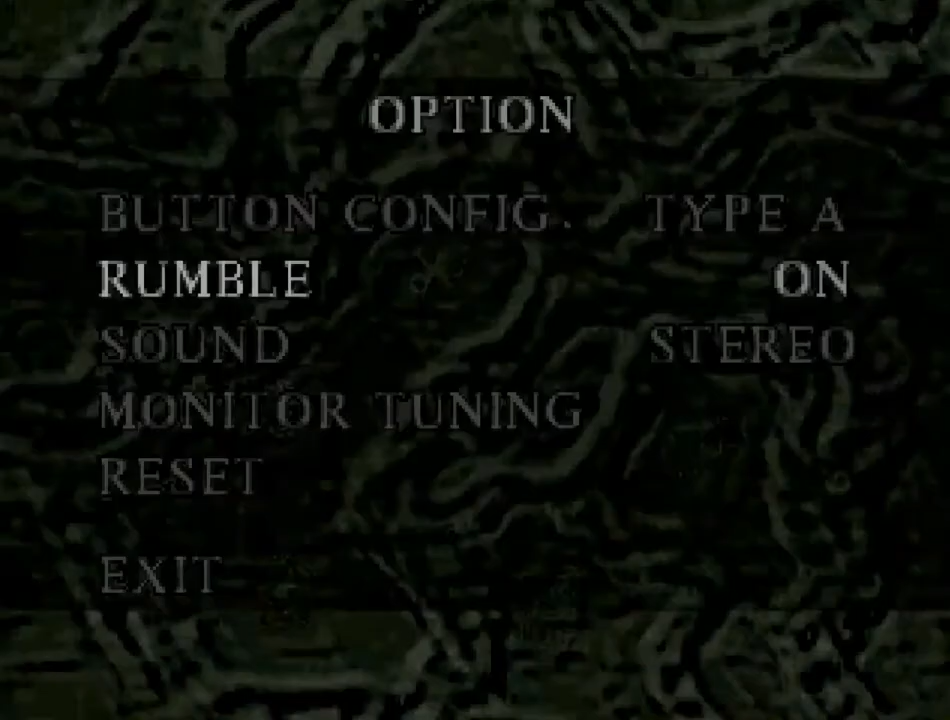 OPTION
BUTTON CONFIG. TYPE A
RUMBLE ON
SOUND STEREO
MONITOR TUNING
RESET
EXIT